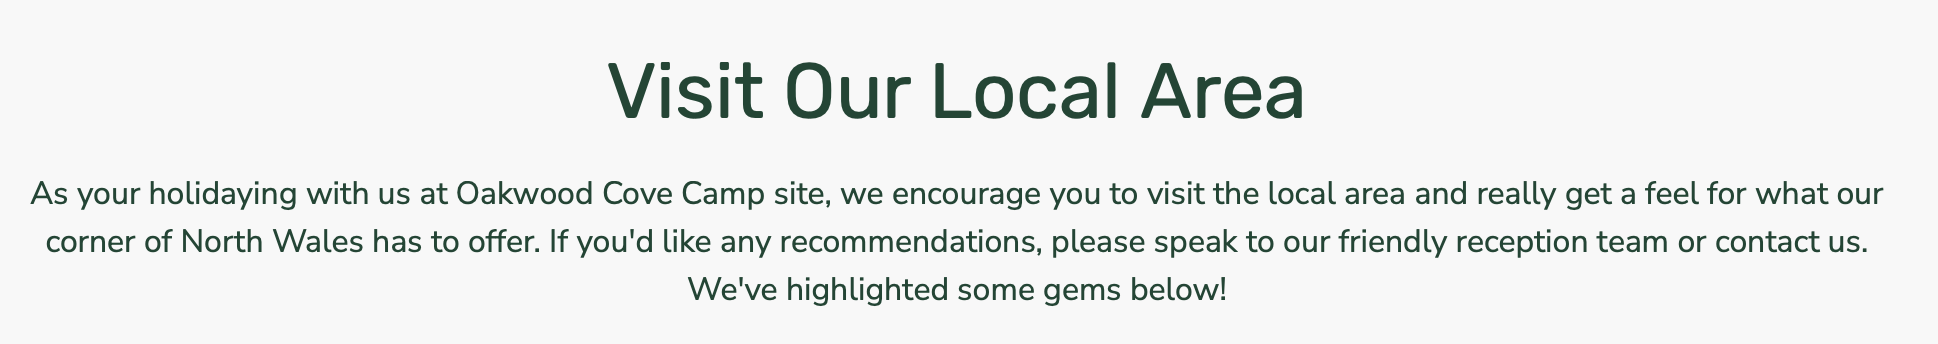 Visit Our Local Area
As your holidaying with us at Oakwood Cove Camp site, we encourage you to visit the local area and really get a feel for what our
corner of North Wales has to offer. If you'd like any recommendations, please speak to our friendly reception team or contact us.
We've highlighted some gems below!